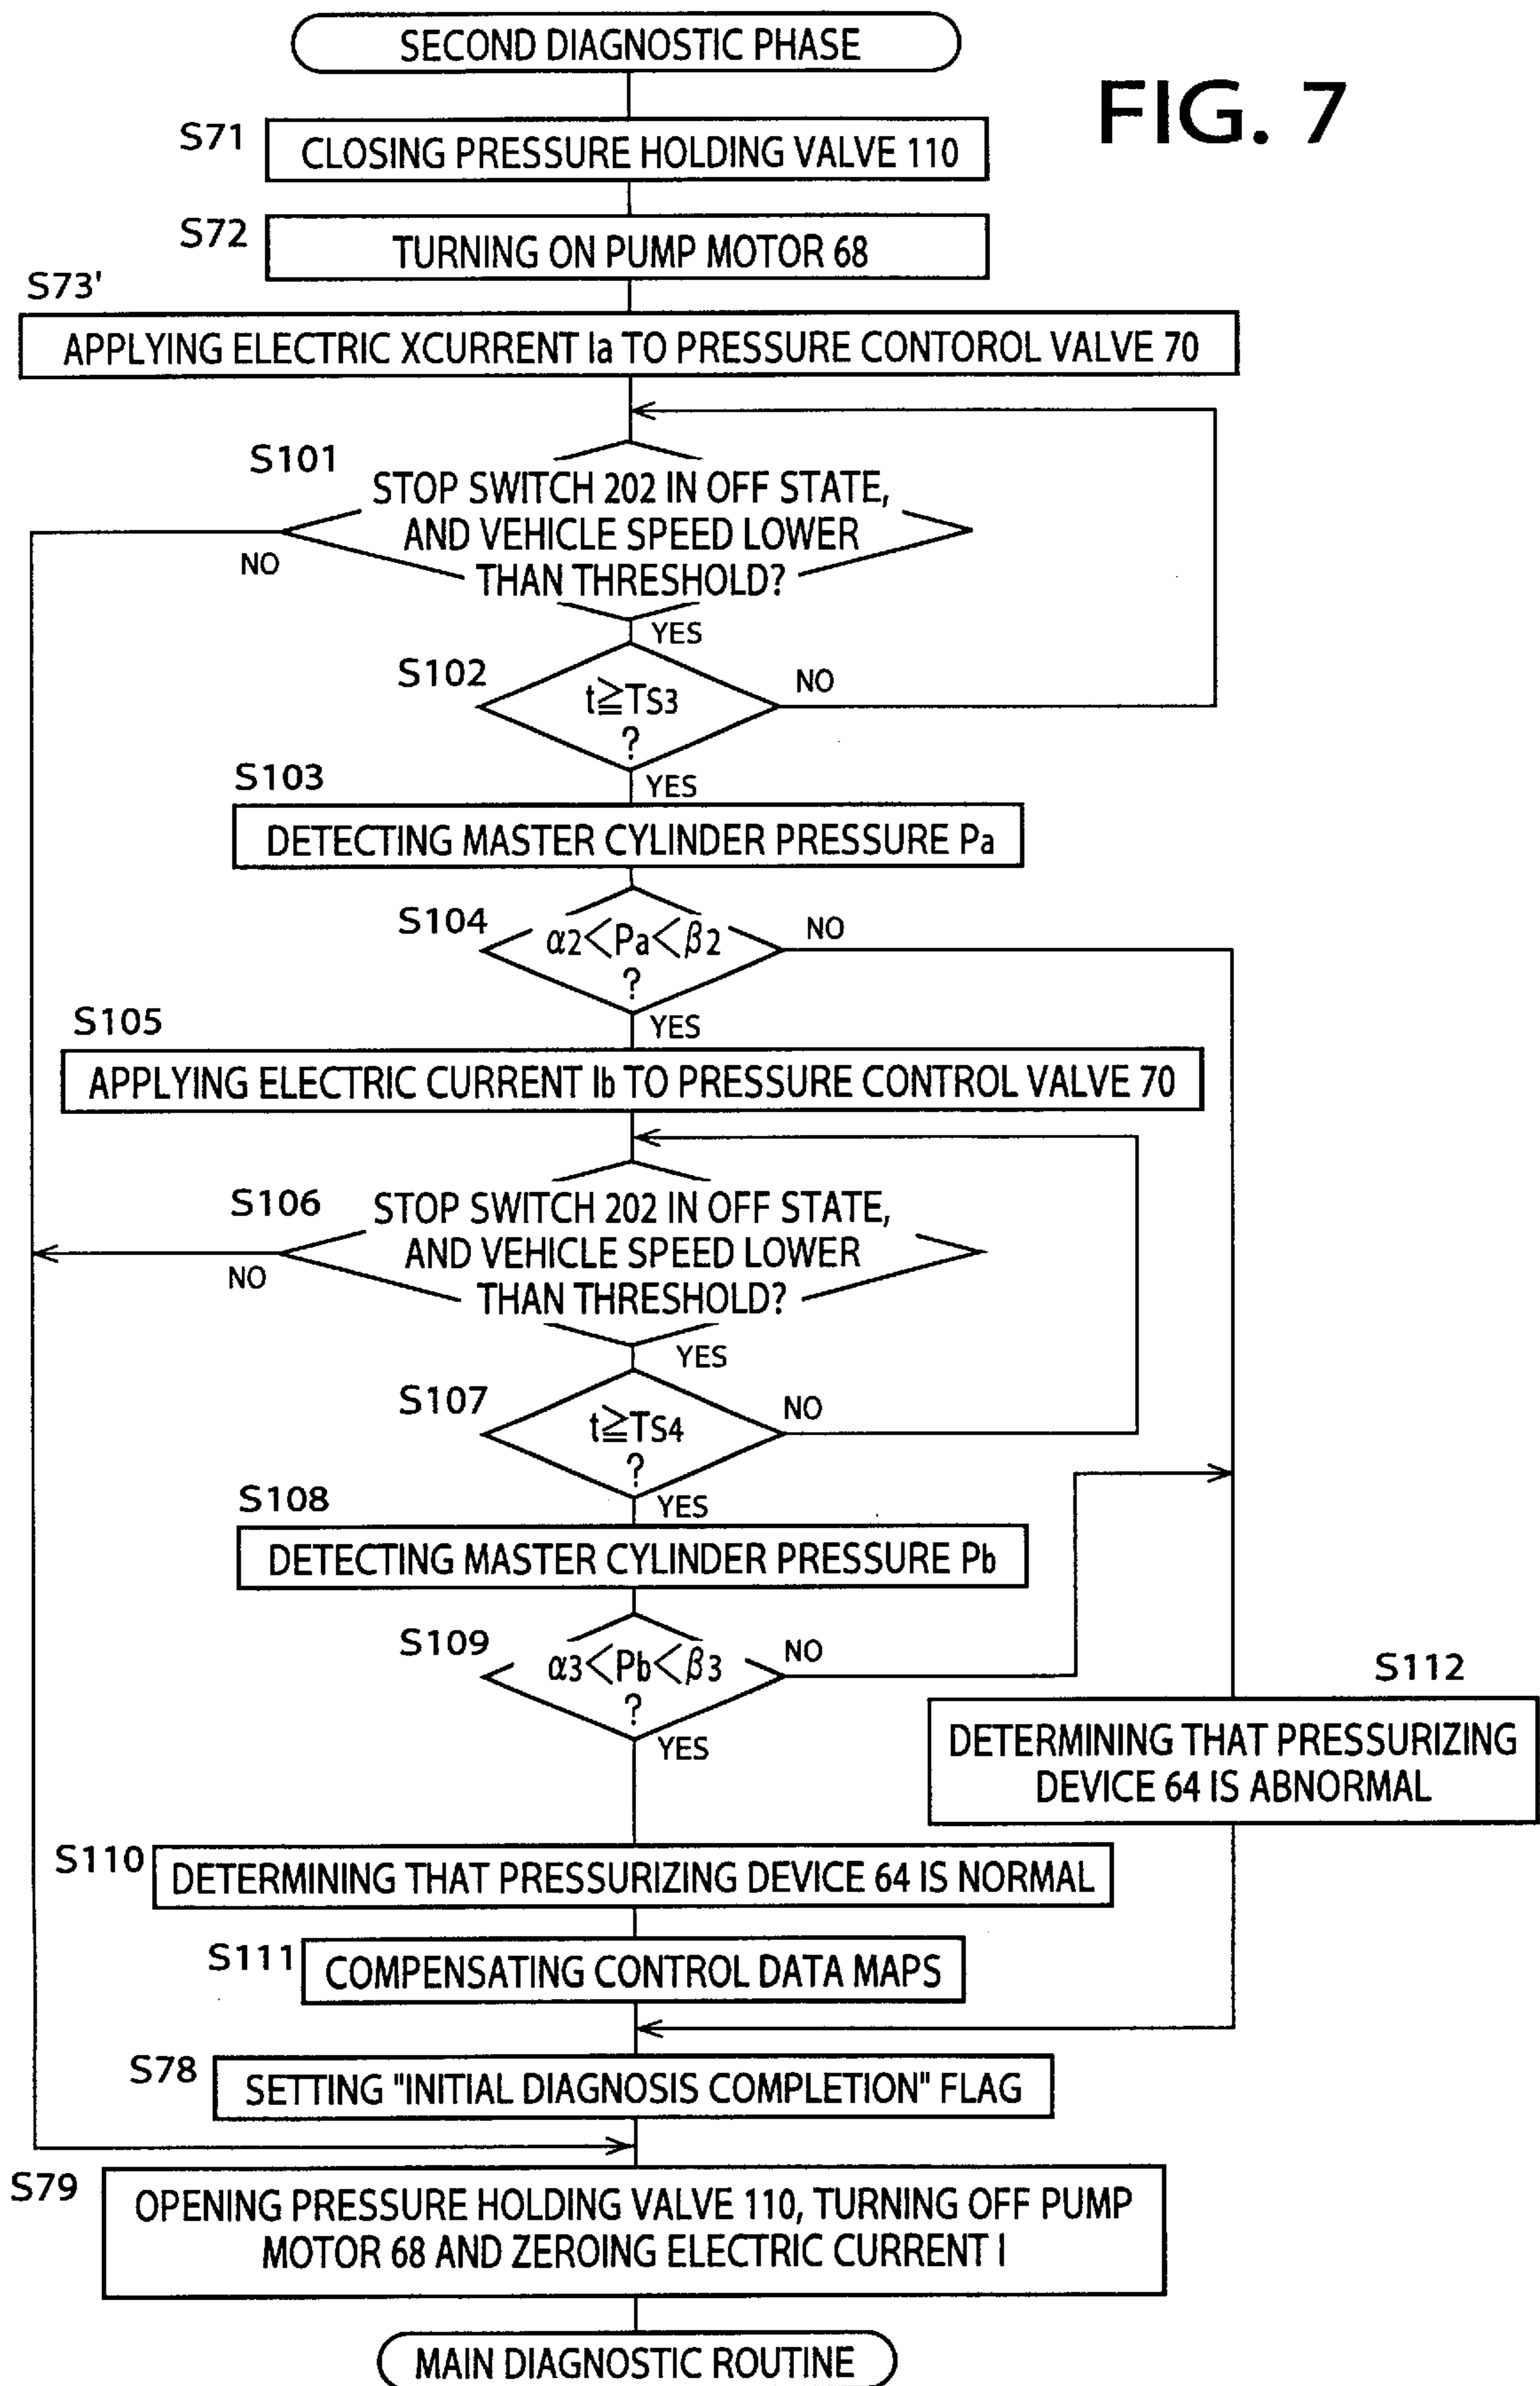 SECOND DIAGNOSTIC PHASE
FIG. 7
S71
CLOSING PRESSURE HOLDING VALVE 110
S72
TURNING ON PUMP MOTOR 68
S73'
APPLYING ELECTRIC XCURRENT Ia TO PRESSURE CONTOROL VALVE 70
S101
STOP SWITCH 202 IN OFF STATE,
AND VEHICLE SPEED LOWER
THAN THRESHOLD?
NO
YES
S102
t≧TS3
?
NO
YES
S103
DETECTING MASTER CYLINDER PRESSURE Pa
S104
α2<Pa<β2
?
NO
YES
S105
APPLYING ELECTRIC CURRENT Ib TO PRESSURE CONTROL VALVE 70
S106
STOP SWITCH 202 IN OFF STATE,
AND VEHICLE SPEED LOWER
THAN THRESHOLD?
NO
YES
S107
t≧TS4
?
NO
YES
S108
DETECTING MASTER CYLINDER PRESSURE Pb
S109
α3<Pb<β3
?
NO
YES
S112
DETERMINING THAT PRESSURIZING
DEVICE 64 IS ABNORMAL
S110
DETERMINING THAT PRESSURIZING DEVICE 64 IS NORMAL
S111
COMPENSATING CONTROL DATA MAPS
S78
SETTING "INITIAL DIAGNOSIS COMPLETION" FLAG
S79
OPENING PRESSURE HOLDING VALVE 110, TURNING OFF PUMP
MOTOR 68 AND ZEROING ELECTRIC CURRENT I
MAIN DIAGNOSTIC ROUTINE